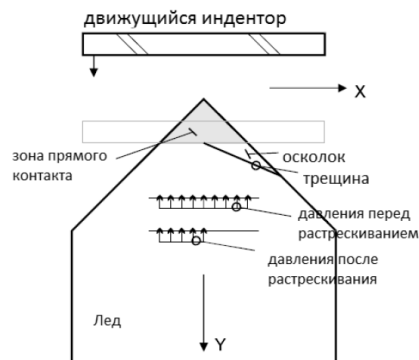 движущийся индентор
X
зона прямого
контакта
осколок
трещина
давления перед
растрескиванием
давления после
растрескивания
Лед
Y